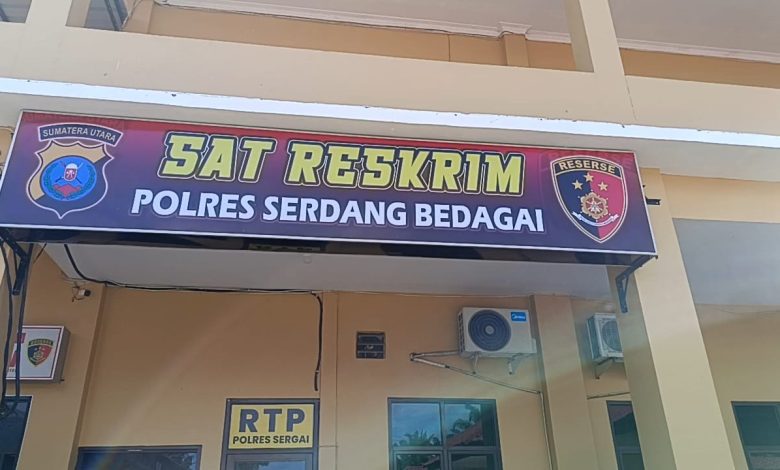 SUMATERA UTARA
SAT RESKRIM
POLRES SERDANG BEDAGAI
RESERSE
RTP
POLRES SERGAI